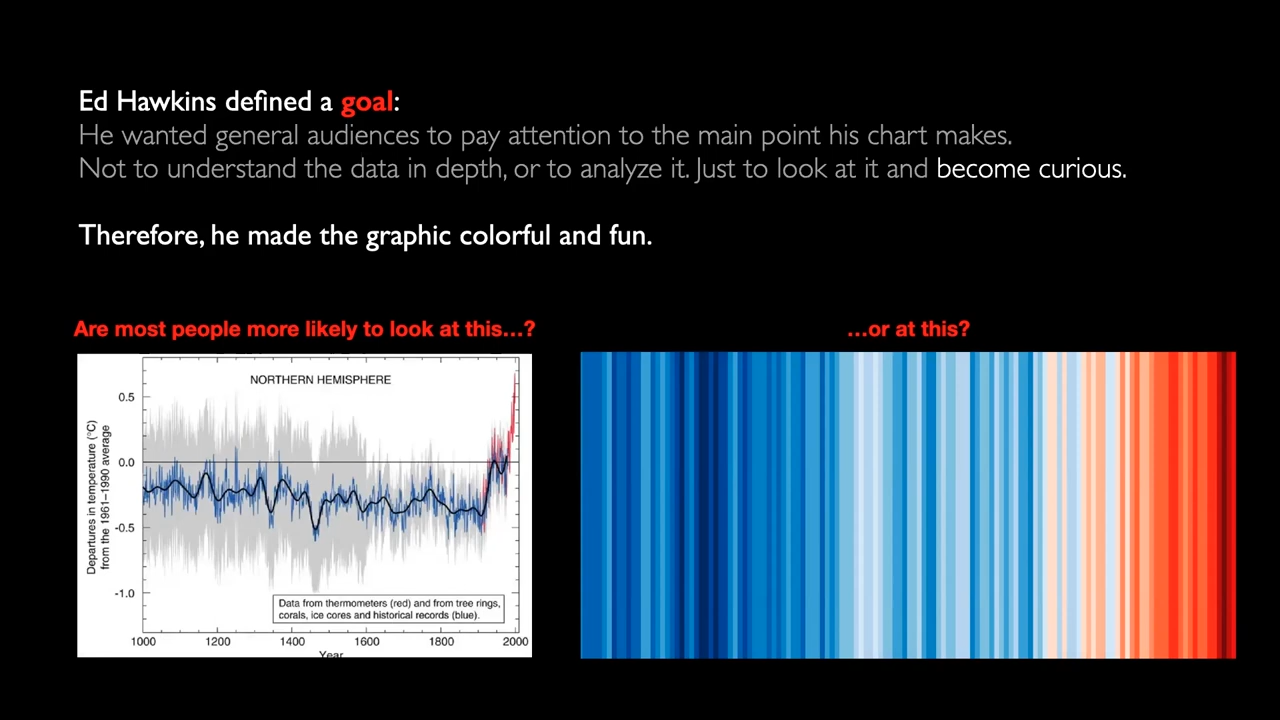 Ed Hawkins defined a goal:
He wanted general audiences to pay attention to the main point his chart makes.
Not to understand the data in depth, or to analyze it. Just to look at it and become curious.
Therefore, he made the graphic colorful and fun.
Are most people more likely to look at this…?
…or at this?
NORTHERN HEMISPHERE
Departures in temperature (°C)
from the 1961–1990 average
0.5
0.0
-0.5
-1.0
Data from thermometers (red) and from tree rings,
corals, ice cores and historical records (blue).
1000 1200 1400 1600 1800 2000
Year